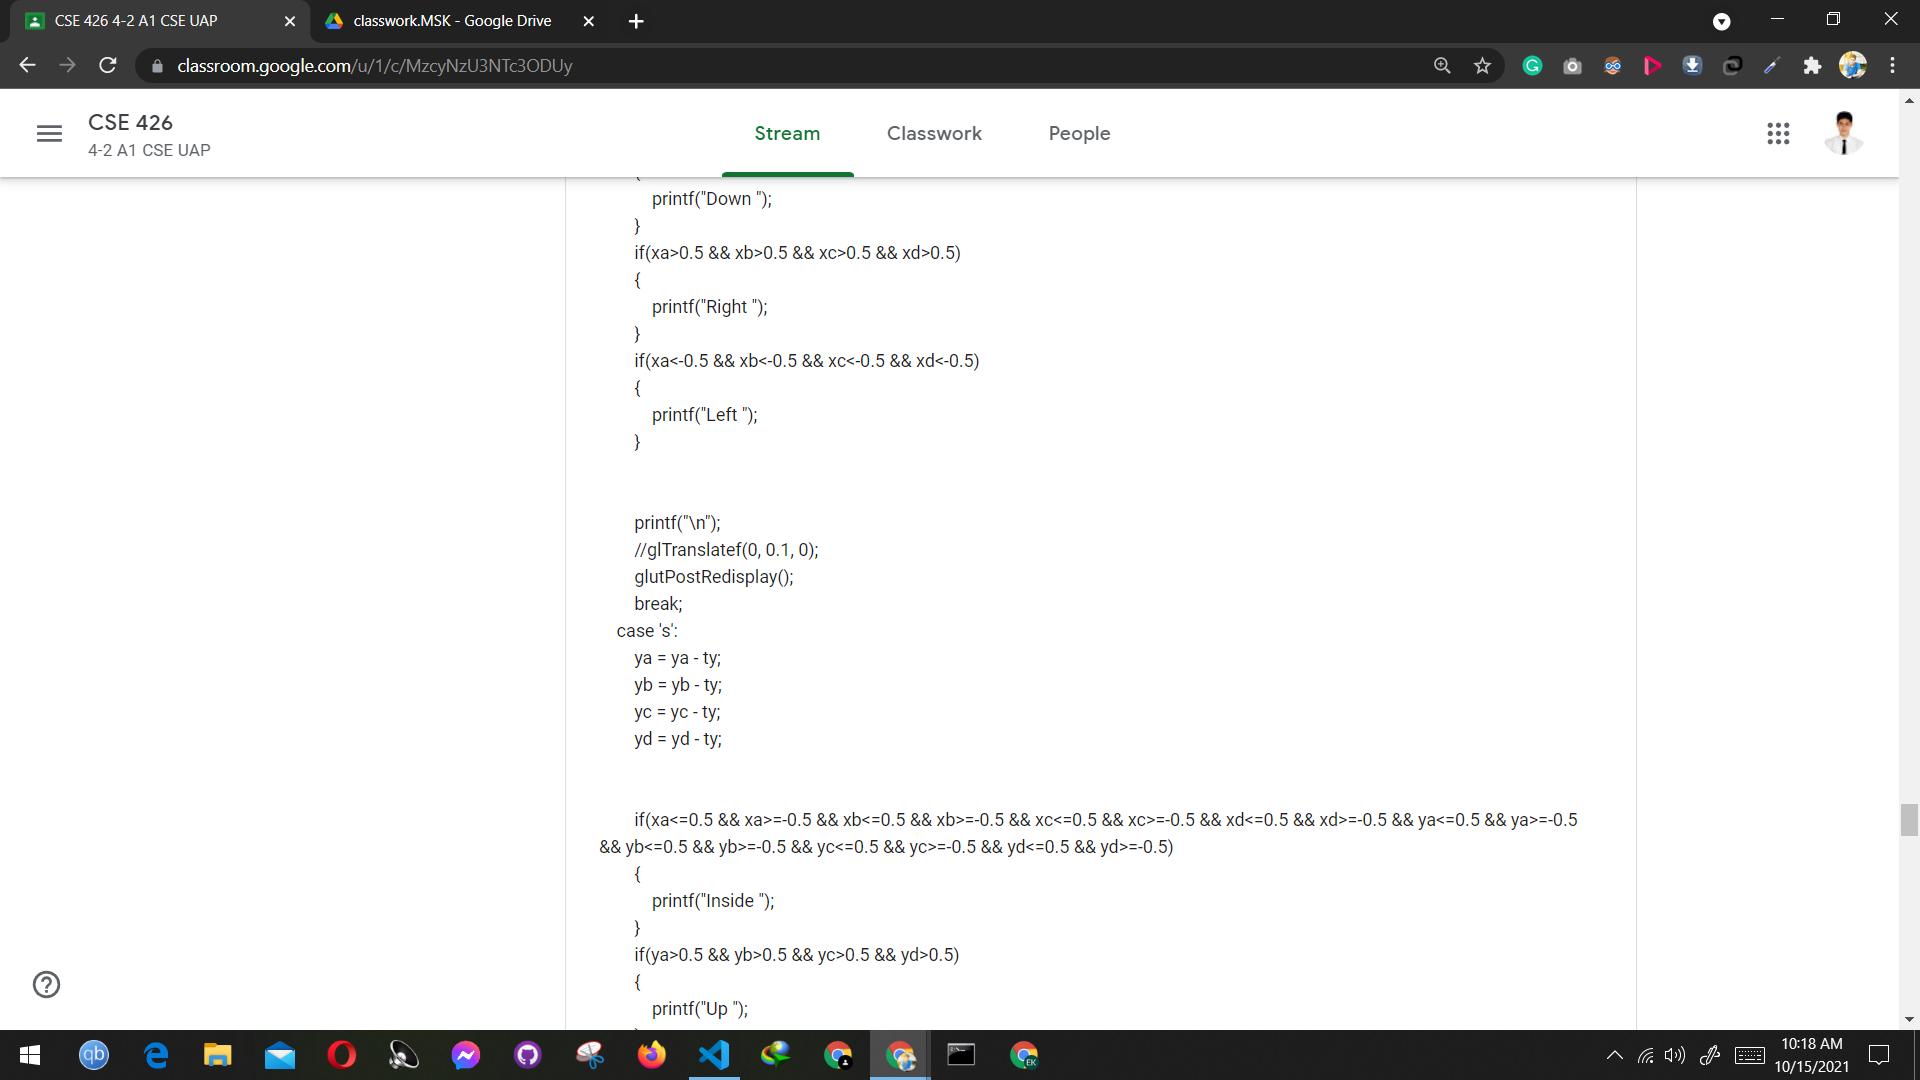 CSE 426 4-2 A1 CSE UAP
classwork.MSK - Google Drive
classroom.google.com/u/1/c/MzcyNzU3NTc3ODUy
CSE 426
4-2 A1 CSE UAP
Stream
Classwork
People
{
printf("Down ");
}
if(xa>0.5 && xb>0.5 && xc>0.5 && xd>0.5)
{
printf("Right ");
}
if(xa<-0.5 && xb<-0.5 && xc<-0.5 && xd<-0.5)
{
printf("Left ");
}
printf("\n");
//glTranslatef(0, 0.1, 0);
glutPostRedisplay();
break;
case 's':
ya = ya - ty;
yb = yb - ty;
yc = yc - ty;
yd = yd - ty;
if(xa<=0.5 && xa>=-0.5 && xb<=0.5 && xb>=-0.5 && xc<=0.5 && xc>=-0.5 && xd<=0.5 && xd>=-0.5 && ya<=0.5 && ya>=-0.5
&& yb<=0.5 && yb>=-0.5 && yc<=0.5 && yc>=-0.5 && yd<=0.5 && yd>=-0.5)
{
printf("Inside ");
}
if(ya>0.5 && yb>0.5 && yc>0.5 && yd>0.5)
{
printf("Up ");
qb
EK
10:18 AM
10/15/2021